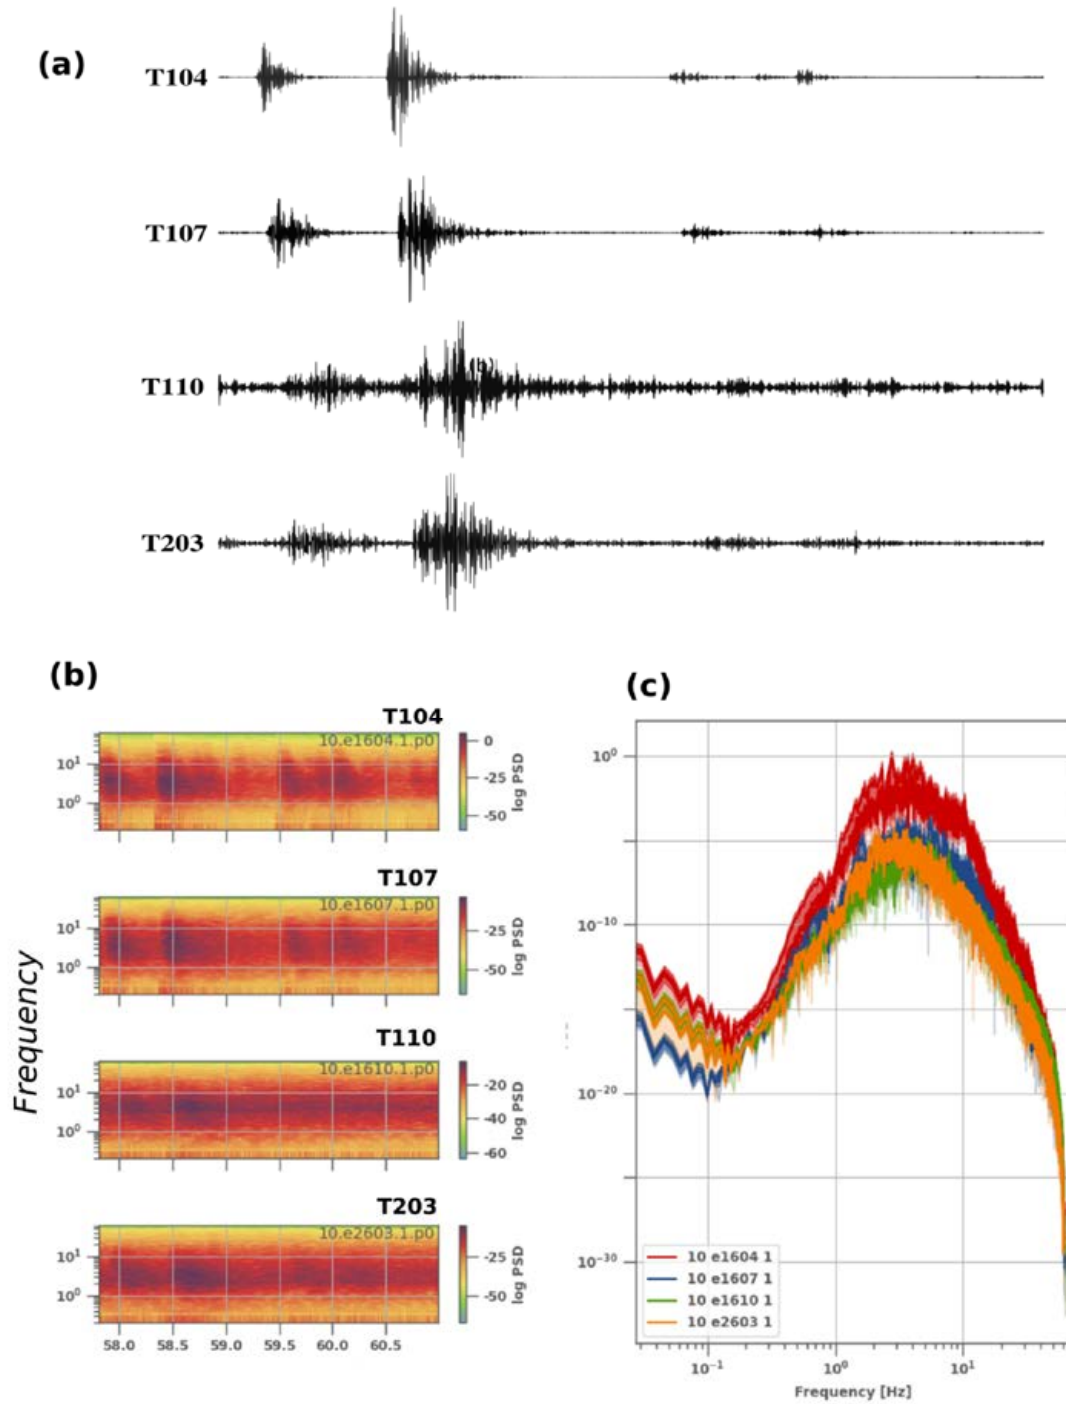 (a)
T104
T107
T110
(b)
T203
(b)
T104
10.e1604.1.p0
10¹
10⁰
0
-25
-50
log PSD
T107
10.e1607.1.p0
10¹
10⁰
-25
-50
log PSD
T110
10.e1610.1.p0
10¹
10⁰
-20
-40
-60
log PSD
T203
10.e2603.1.p0
10¹
10⁰
-25
-50
log PSD
58.0 58.5 59.0 59.5 60.0 60.5
Frequency
(c)
10⁰
10⁻¹⁰
10⁻²⁰
10⁻³⁰
10 e1604 1
10 e1607 1
10 e1610 1
10 e2603 1
10⁻¹ 10⁰ 10¹
Frequency [Hz]